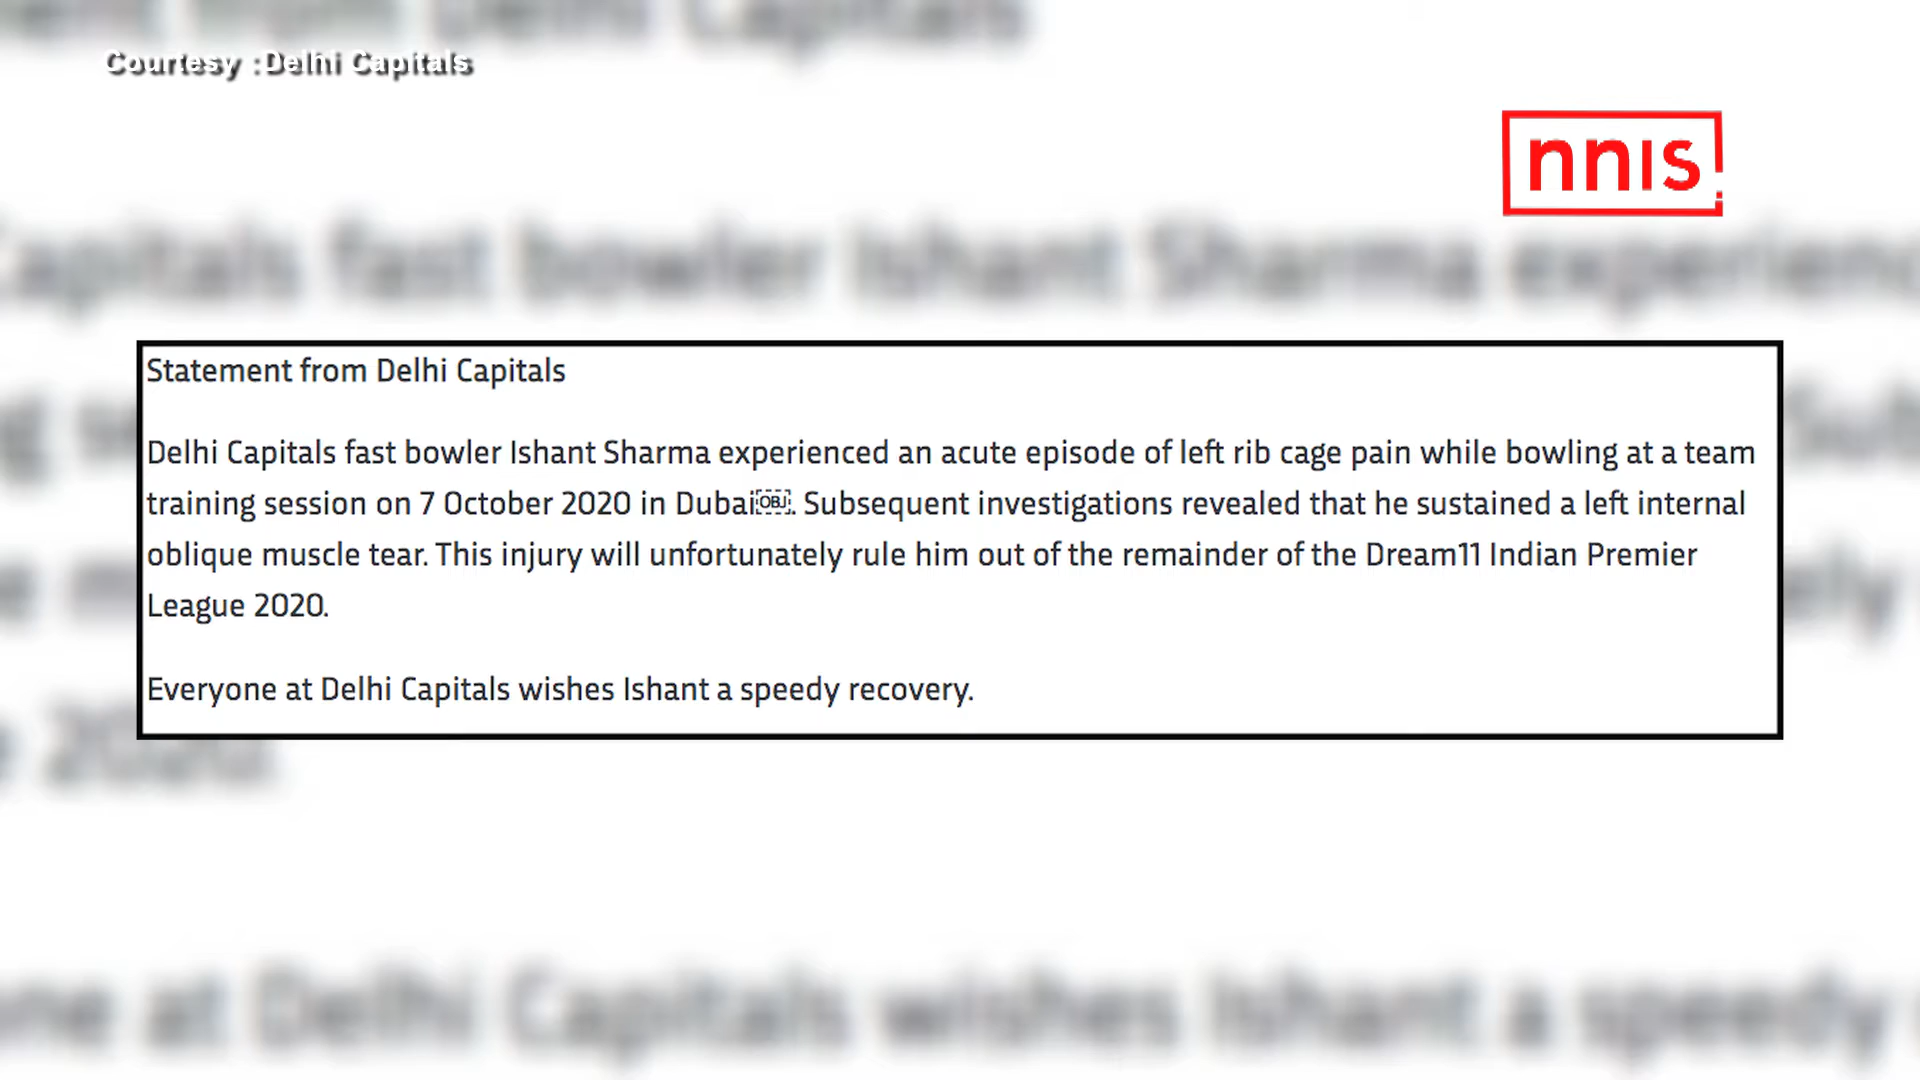 Courtesy :Delhi Capitals
nnis
Statement from Delhi Capitals
Delhi Capitals fast bowler Ishant Sharma experienced an acute episode of left rib cage pain while bowling at a team
training session on 7 October 2020 in Dubai￼. Subsequent investigations revealed that he sustained a left internal
oblique muscle tear. This injury will unfortunately rule him out of the remainder of the Dream11 Indian Premier
League 2020.
Everyone at Delhi Capitals wishes Ishant a speedy recovery.